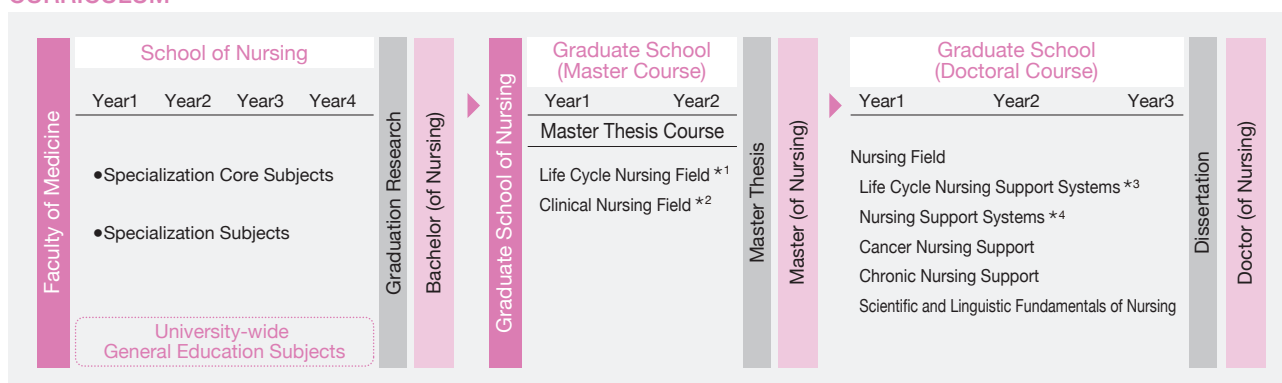 CURRICULUM
Faculty of Medicine
School of Nursing
Year1 Year2 Year3 Year4
●Specialization Core Subjects
●Specialization Subjects
University-wide
General Education Subjects
Graduation Research
Bachelor (of Nursing)
Graduate School of Nursing
Graduate School
(Master Course)
Year1 Year2
Master Thesis Course
Life Cycle Nursing Field *1
Clinical Nursing Field *2
Master Thesis
Master (of Nursing)
Graduate School
(Doctoral Course)
Year1 Year2 Year3
Nursing Field
Life Cycle Nursing Support Systems *3
Nursing Support Systems *4
Cancer Nursing Support
Chronic Nursing Support
Scientific and Linguistic Fundamentals of Nursing
Dissertation
Doctor (of Nursing)